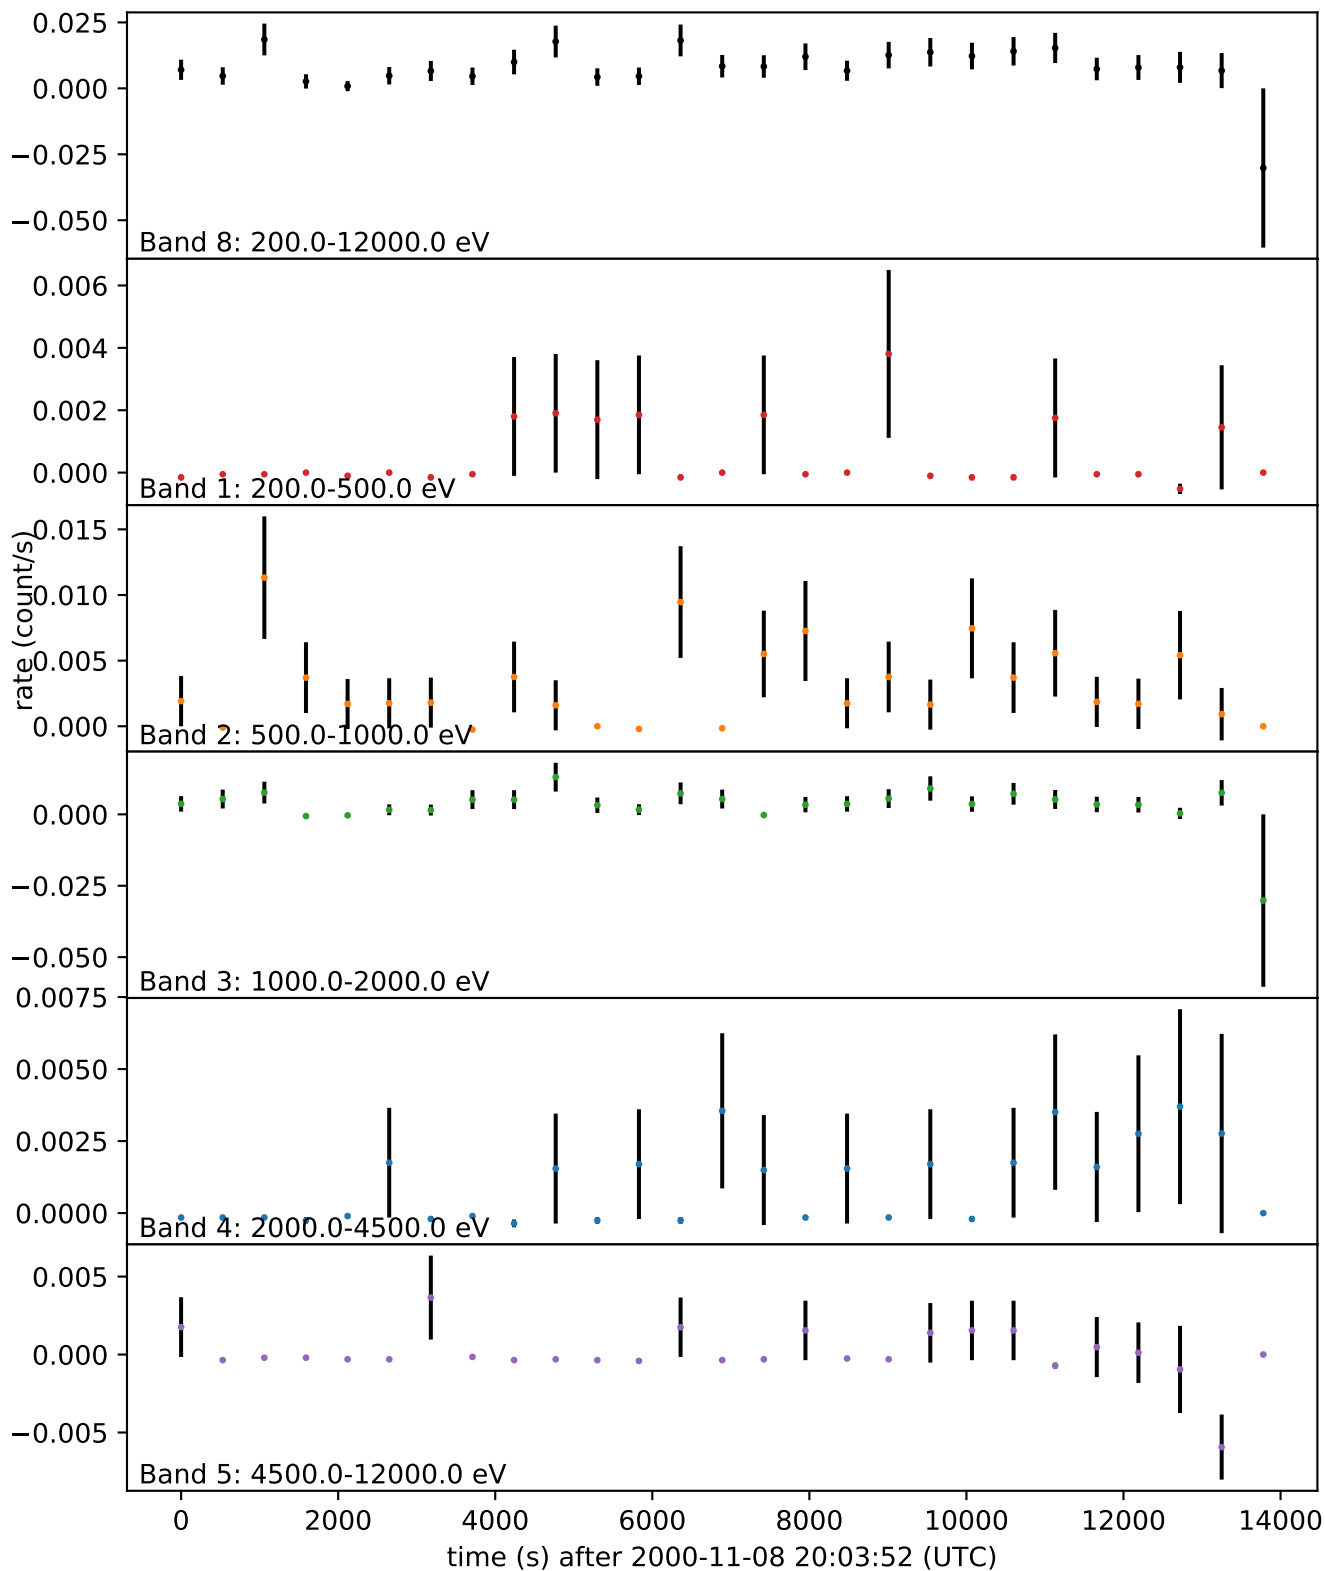 0.025
0.000
−0.025
−0.050
Band 8: 200.0-12000.0 eV
0.006
0.004
0.002
0.000
Band 1: 200.0-500.0 eV
rate (count/s)
0.015
0.010
0.005
0.000
Band 2: 500.0-1000.0 eV
0.000
−0.025
−0.050
Band 3: 1000.0-2000.0 eV
0.0075
0.0050
0.0025
0.0000
Band 4: 2000.0-4500.0 eV
0.005
0.000
−0.005
Band 5: 4500.0-12000.0 eV
0 2000 4000 6000 8000 10000 12000 14000
time (s) after 2000-11-08 20:03:52 (UTC)